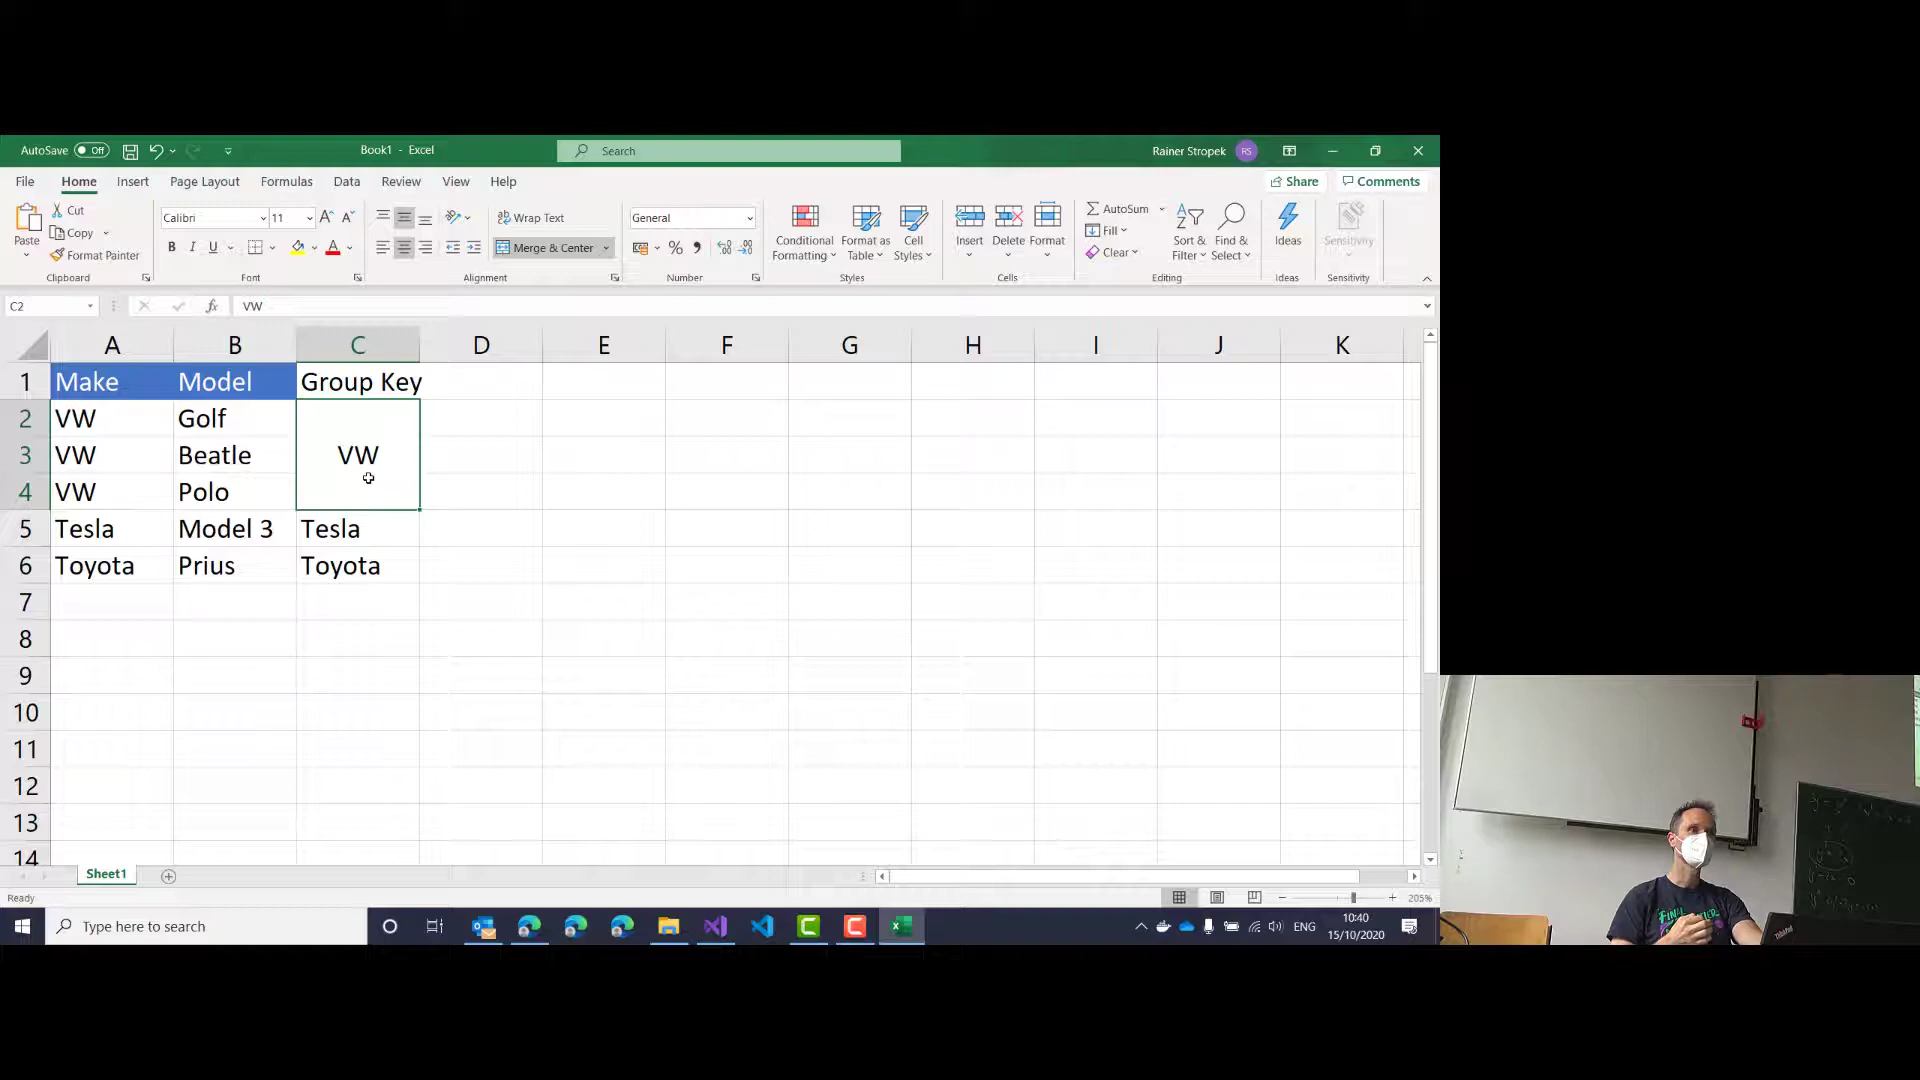 AutoSave Off Book1 - Excel Search Rainer Stropek RS
File Home Insert Page Layout Formulas Data Review View Help Share Comments
Paste Cut Copy Format Painter Clipboard
Calibri 11 A A B I U A Font
Wrap Text Merge & Center Alignment
General % Number
Conditional Formatting Format as Table Cell Styles Styles
Insert Delete Format Cells
AutoSum Fill Clear Sort & Filter Find & Select Editing
Ideas Ideas
Sensitivity Sensitivity
C2 fx VW
A B C D E F G H I J K
1 Make Model Group Key
2 VW Golf
3 VW Beatle VW
4 VW Polo
5 Tesla Model 3 Tesla
6 Toyota Prius Toyota
7
8
9
10
11
12
13
14
Sheet1
Ready 205%
Type here to search ENG 10:40
15/10/2020